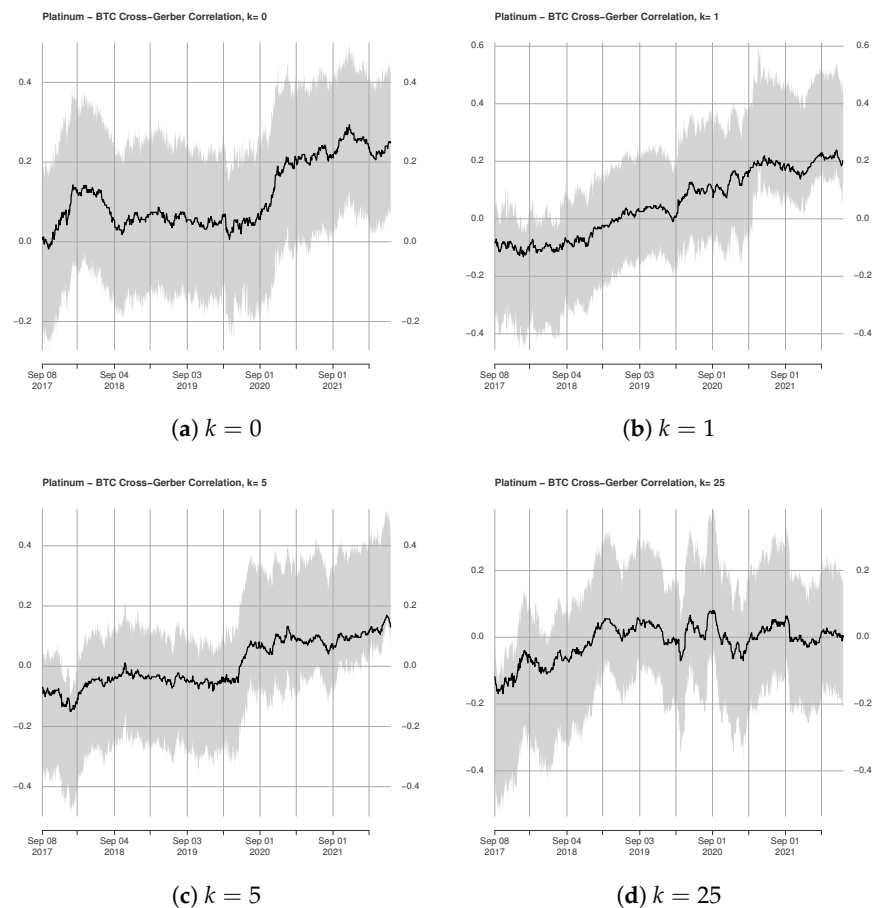 Platinum − BTC Cross−Gerber Correlation, k= 0
0.4 0.4
0.2 0.2
0.0 0.0
−0.2 −0.2
Sep 08 2017 Sep 04 2018 Sep 03 2019 Sep 01 2020 Sep 01 2021
(a) k = 0
Platinum − BTC Cross−Gerber Correlation, k= 1
0.6 0.6
0.4 0.4
0.2 0.2
0.0 0.0
−0.2 −0.2
−0.4 −0.4
Sep 08 2017 Sep 04 2018 Sep 03 2019 Sep 01 2020 Sep 01 2021
(b) k = 1
Platinum − BTC Cross−Gerber Correlation, k= 5
0.4 0.4
0.2 0.2
0.0 0.0
−0.2 −0.2
−0.4 −0.4
Sep 08 2017 Sep 04 2018 Sep 03 2019 Sep 01 2020 Sep 01 2021
(c) k = 5
Platinum − BTC Cross−Gerber Correlation, k= 25
0.2 0.2
0.0 0.0
−0.2 −0.2
−0.4 −0.4
Sep 08 2017 Sep 04 2018 Sep 03 2019 Sep 01 2020 Sep 01 2021
(d) k = 25